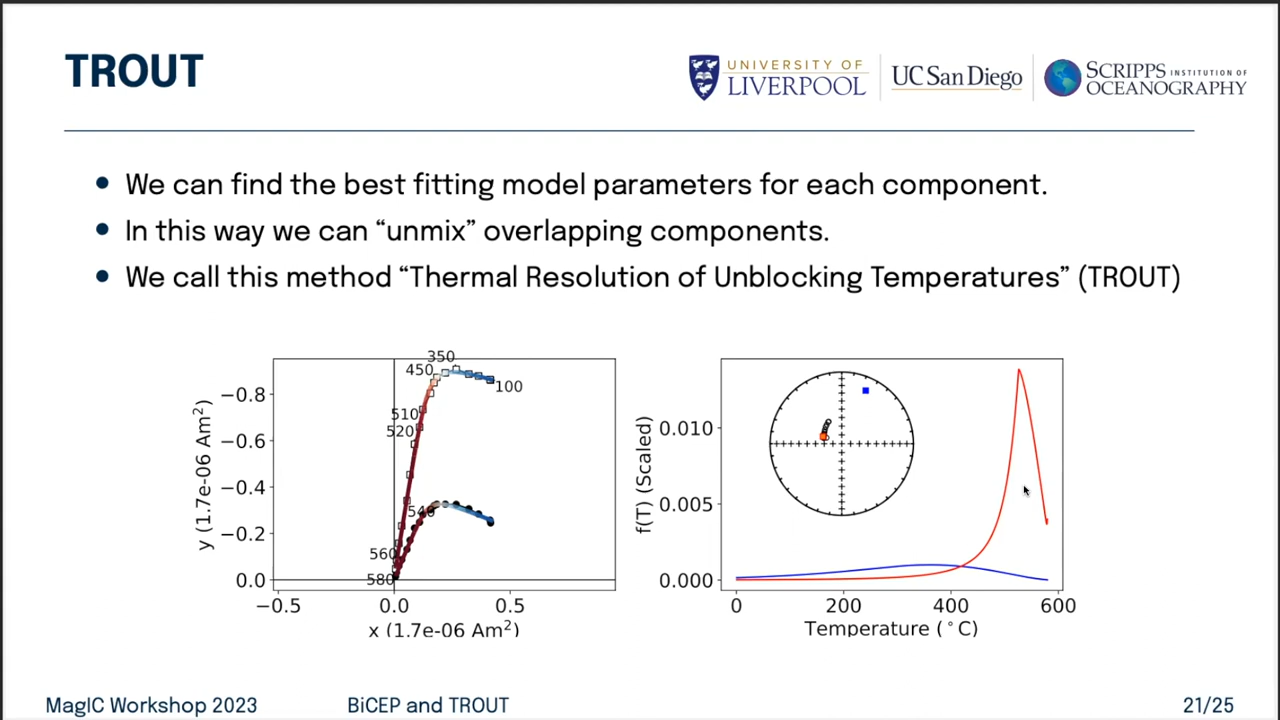 TROUT
UNIVERSITY OF
LIVERPOOL
UC San Diego
SCRIPPS INSTITUTION OF
OCEANOGRAPHY
We can find the best fitting model parameters for each component.
In this way we can “unmix” overlapping components.
We call this method “Thermal Resolution of Unblocking Temperatures” (TROUT)
350
450
100
510
520
540
560
580
−0.8
−0.6
−0.4
−0.2
0.0
y (1.7e-06 Am²)
−0.5 0.0 0.5
x (1.7e-06 Am²)
0.010
0.005
0.000
f(T) (Scaled)
0 200 400 600
Temperature (°C)
MagIC Workshop 2023 BiCEP and TROUT 21/25